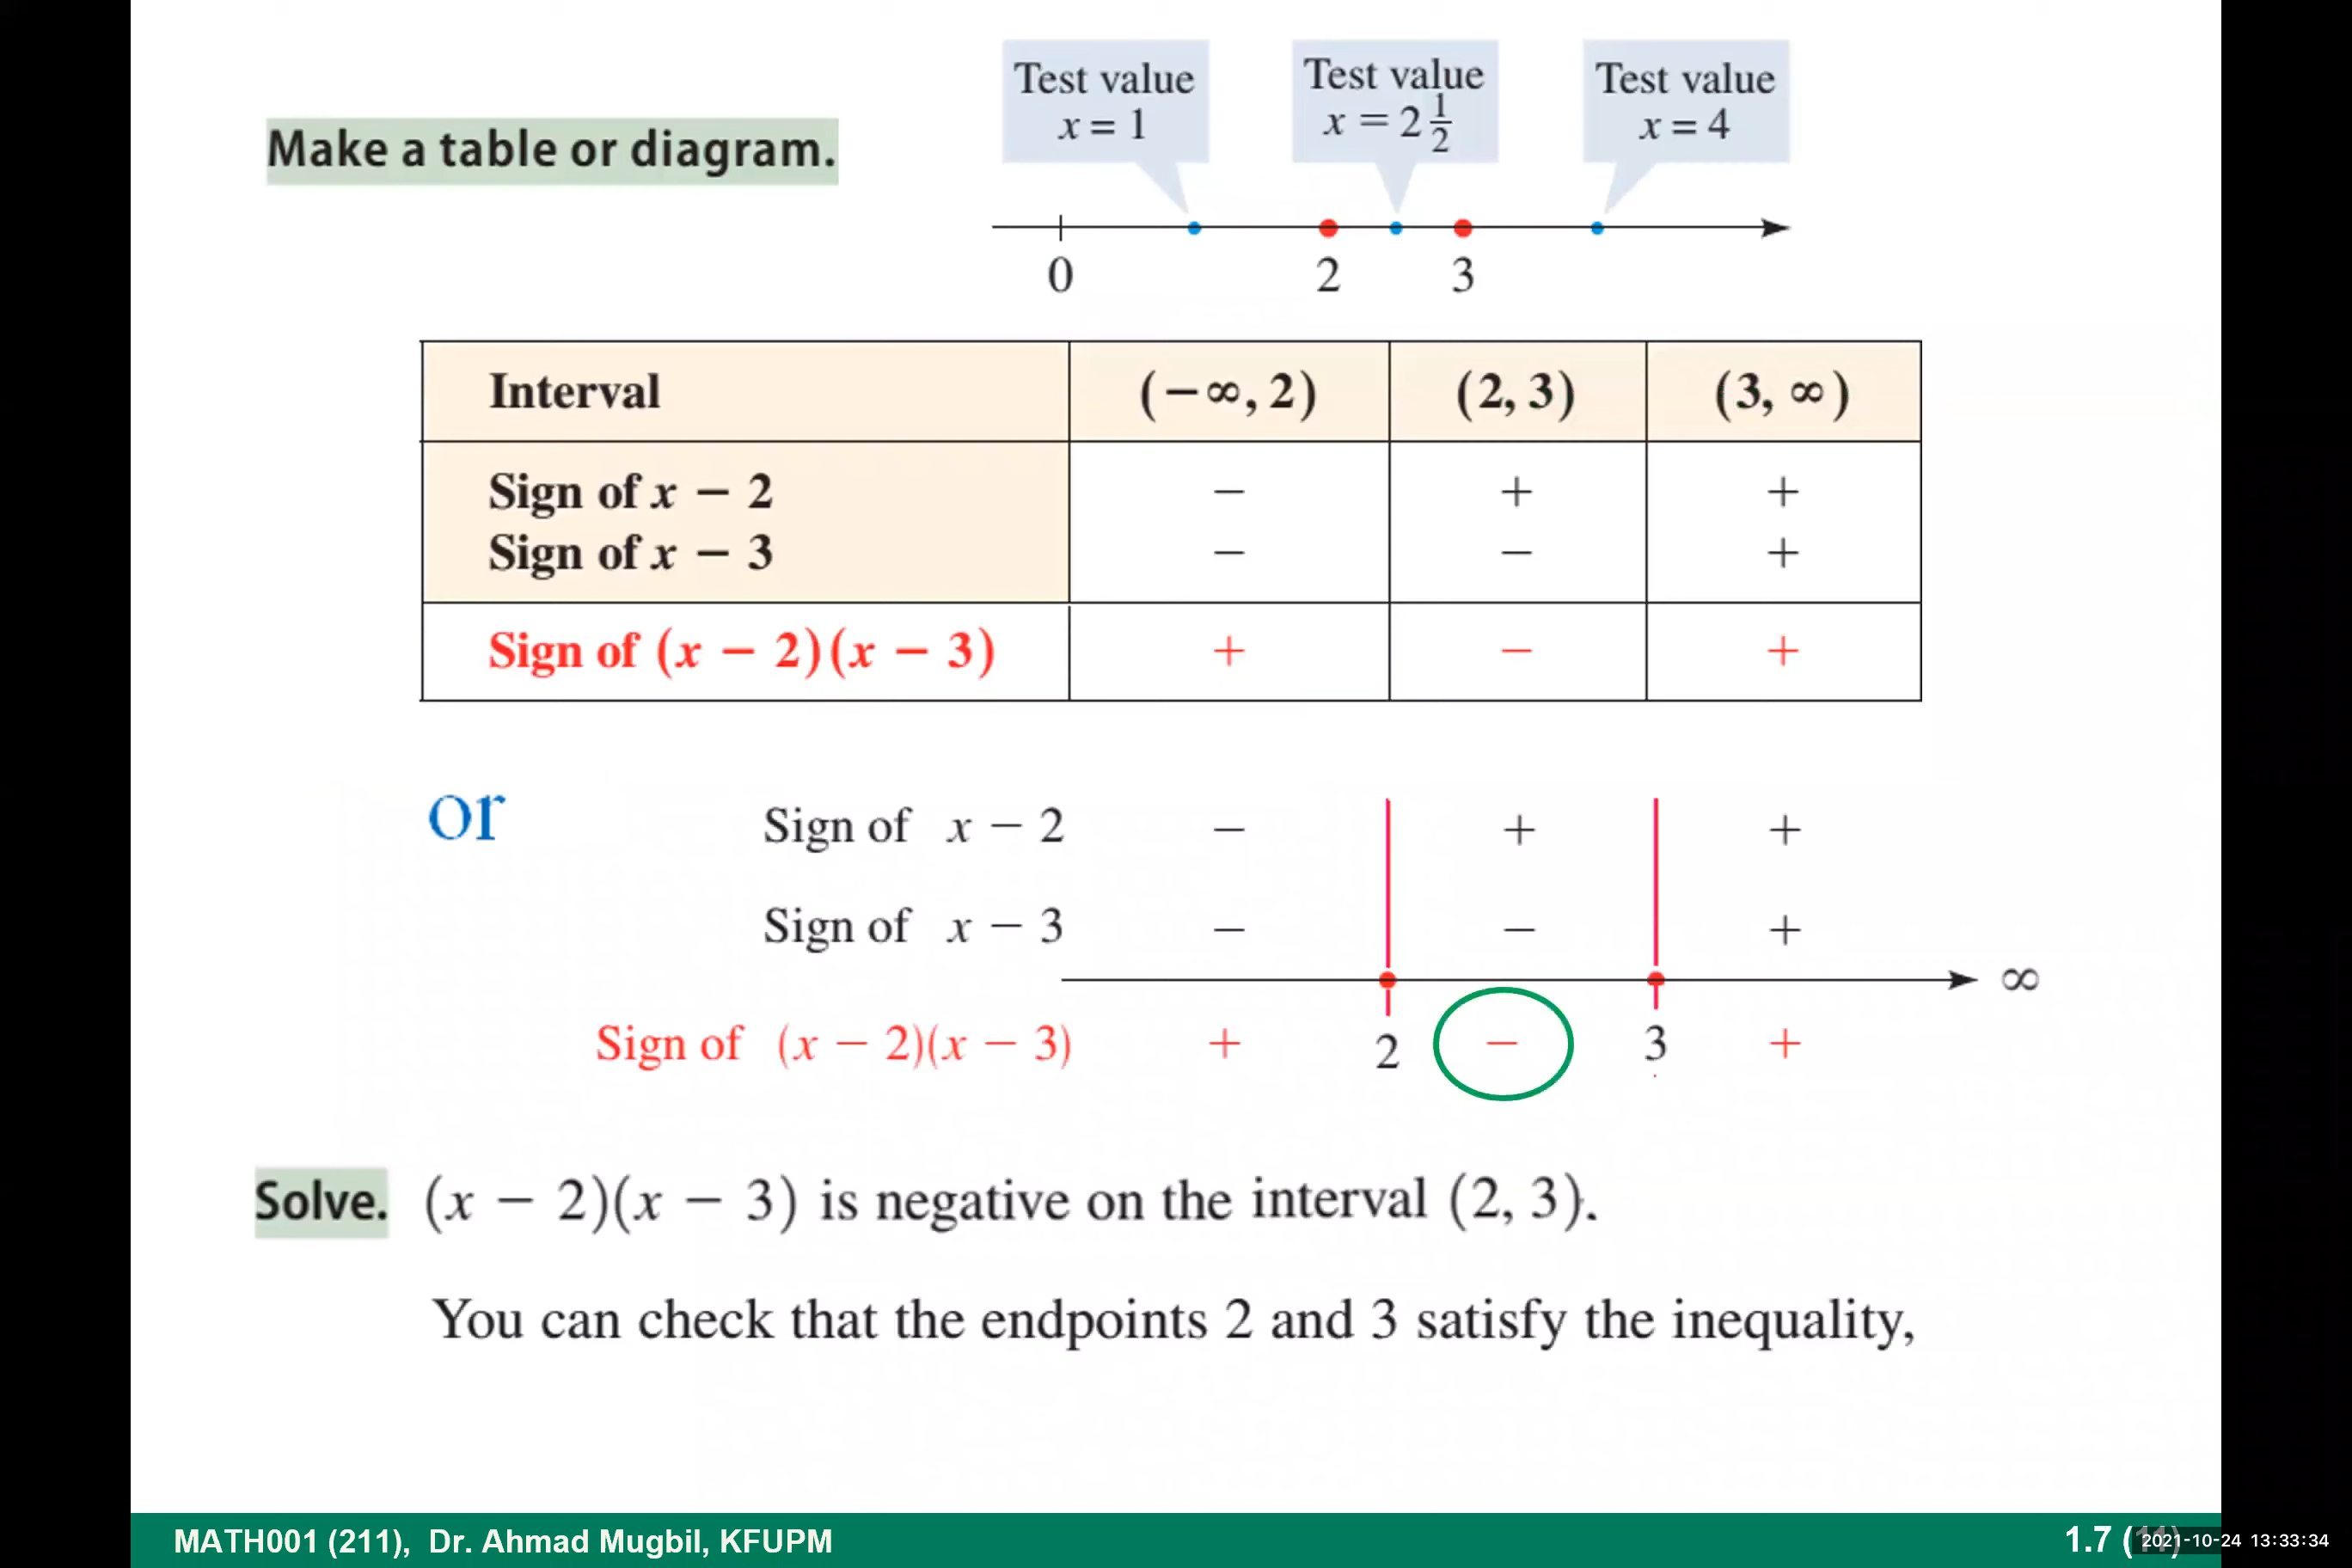 Test value x = 1
Test value x = 2 1/2
Test value x = 4
Make a table or diagram.
0 2 3
Interval (−∞, 2) (2, 3) (3, ∞)
Sign of x − 2 − + +
Sign of x − 3 − − +
Sign of (x − 2)(x − 3) + − +
or
Sign of x − 2 − + +
Sign of x − 3 − − +
∞
Sign of (x − 2)(x − 3) + 2 − 3 +
Solve. (x − 2)(x − 3) is negative on the interval (2, 3).
You can check that the endpoints 2 and 3 satisfy the inequality,
MATH001 (211), Dr. Ahmad Mugbil, KFUPM 1.7 (11)
2021-10-24 13:33:34